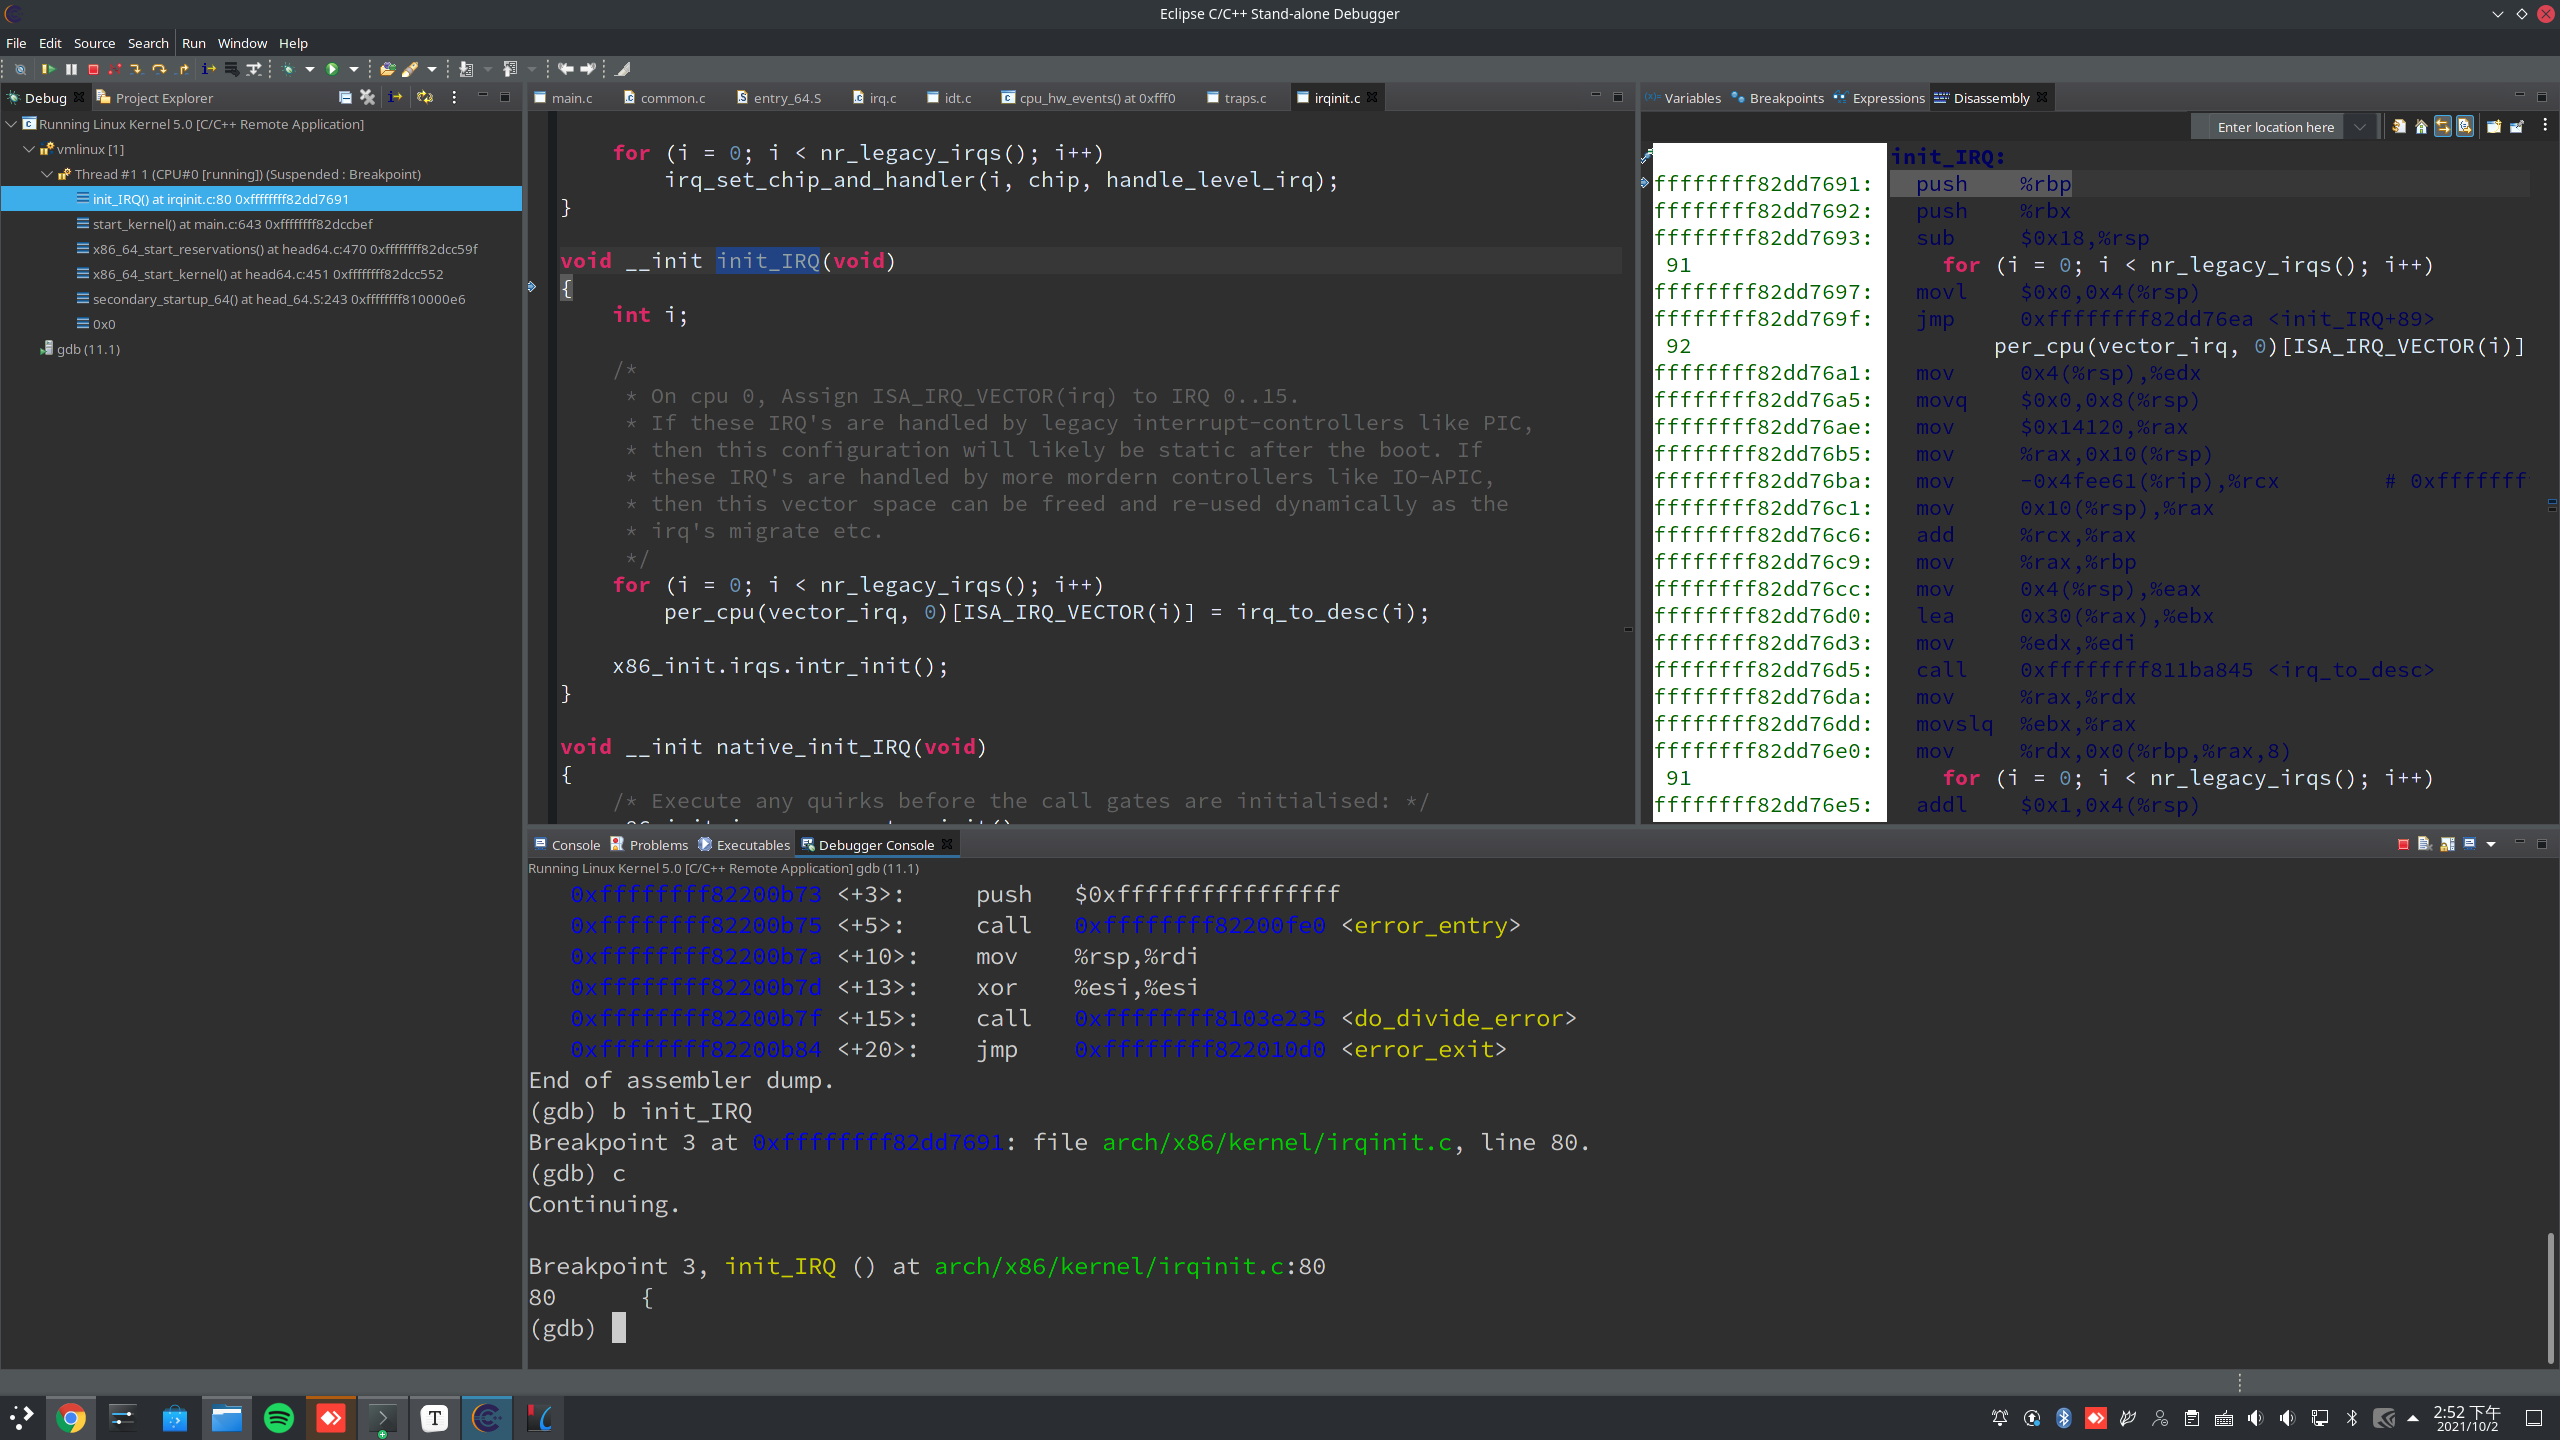 Eclipse C/C++ Stand-alone Debugger
File Edit Source Search Run Window Help
Debug Project Explorer
Running Linux Kernel 5.0 [C/C++ Remote Application]
vmlinux [1]
Thread #1 1 (CPU#0 [running]) (Suspended : Breakpoint)
init_IRQ() at irqinit.c:80 0xffffffff82dd7691
start_kernel() at main.c:643 0xffffffff82dccbef
x86_64_start_reservations() at head64.c:470 0xffffffff82dcc59f
x86_64_start_kernel() at head64.c:451 0xffffffff82dcc552
secondary_startup_64() at head_64.S:243 0xffffffff810000e6
0x0
gdb (11.1)
main.c common.c entry_64.S irq.c idt.c cpu_hw_events() at 0xfff0 traps.c irqinit.c
for (i = 0; i < nr_legacy_irqs(); i++)
irq_set_chip_and_handler(i, chip, handle_level_irq);
}
void __init init_IRQ(void)
{
int i;
/*
* On cpu 0, Assign ISA_IRQ_VECTOR(irq) to IRQ 0..15.
* If these IRQ's are handled by legacy interrupt-controllers like PIC,
* then this configuration will likely be static after the boot. If
* these IRQ's are handled by more mordern controllers like IO-APIC,
* then this vector space can be freed and re-used dynamically as the
* irq's migrate etc.
*/
for (i = 0; i < nr_legacy_irqs(); i++)
per_cpu(vector_irq, 0)[ISA_IRQ_VECTOR(i)] = irq_to_desc(i);
x86_init.irqs.intr_init();
}
void __init native_init_IRQ(void)
{
/* Execute any quirks before the call gates are initialised: */
Variables Breakpoints Expressions Disassembly
Enter location here
init_IRQ:
ffffffff82dd7691: push %rbp
ffffffff82dd7692: push %rbx
ffffffff82dd7693: sub $0x18,%rsp
91 for (i = 0; i < nr_legacy_irqs(); i++)
ffffffff82dd7697: movl $0x0,0x4(%rsp)
ffffffff82dd769f: jmp 0xffffffff82dd76ea <init_IRQ+89>
92 per_cpu(vector_irq, 0)[ISA_IRQ_VECTOR(i)]
ffffffff82dd76a1: mov 0x4(%rsp),%edx
ffffffff82dd76a5: movq $0x0,0x8(%rsp)
ffffffff82dd76ae: mov $0x14120,%rax
ffffffff82dd76b5: mov %rax,0x10(%rsp)
ffffffff82dd76ba: mov -0x4fee61(%rip),%rcx # 0xfffffff
ffffffff82dd76c1: mov 0x10(%rsp),%rax
ffffffff82dd76c6: add %rcx,%rax
ffffffff82dd76c9: mov %rax,%rbp
ffffffff82dd76cc: mov 0x4(%rsp),%eax
ffffffff82dd76d0: lea 0x30(%rax),%ebx
ffffffff82dd76d3: mov %edx,%edi
ffffffff82dd76d5: call 0xffffffff811ba845 <irq_to_desc>
ffffffff82dd76da: mov %rax,%rdx
ffffffff82dd76dd: movslq %ebx,%rax
ffffffff82dd76e0: mov %rdx,0x0(%rbp,%rax,8)
91 for (i = 0; i < nr_legacy_irqs(); i++)
ffffffff82dd76e5: addl $0x1,0x4(%rsp)
Console Problems Executables Debugger Console
Running Linux Kernel 5.0 [C/C++ Remote Application] gdb (11.1)
0xffffffff82200b73 <+3>: push $0xffffffffffffffff
0xffffffff82200b75 <+5>: call 0xffffffff82200fe0 <error_entry>
0xffffffff82200b7a <+10>: mov %rsp,%rdi
0xffffffff82200b7d <+13>: xor %esi,%esi
0xffffffff82200b7f <+15>: call 0xffffffff8103e235 <do_divide_error>
0xffffffff82200b84 <+20>: jmp 0xffffffff822010d0 <error_exit>
End of assembler dump.
(gdb) b init_IRQ
Breakpoint 3 at 0xffffffff82dd7691: file arch/x86/kernel/irqinit.c, line 80.
(gdb) c
Continuing.
Breakpoint 3, init_IRQ () at arch/x86/kernel/irqinit.c:80
80 {
(gdb)
2:52 下午
2021/10/2